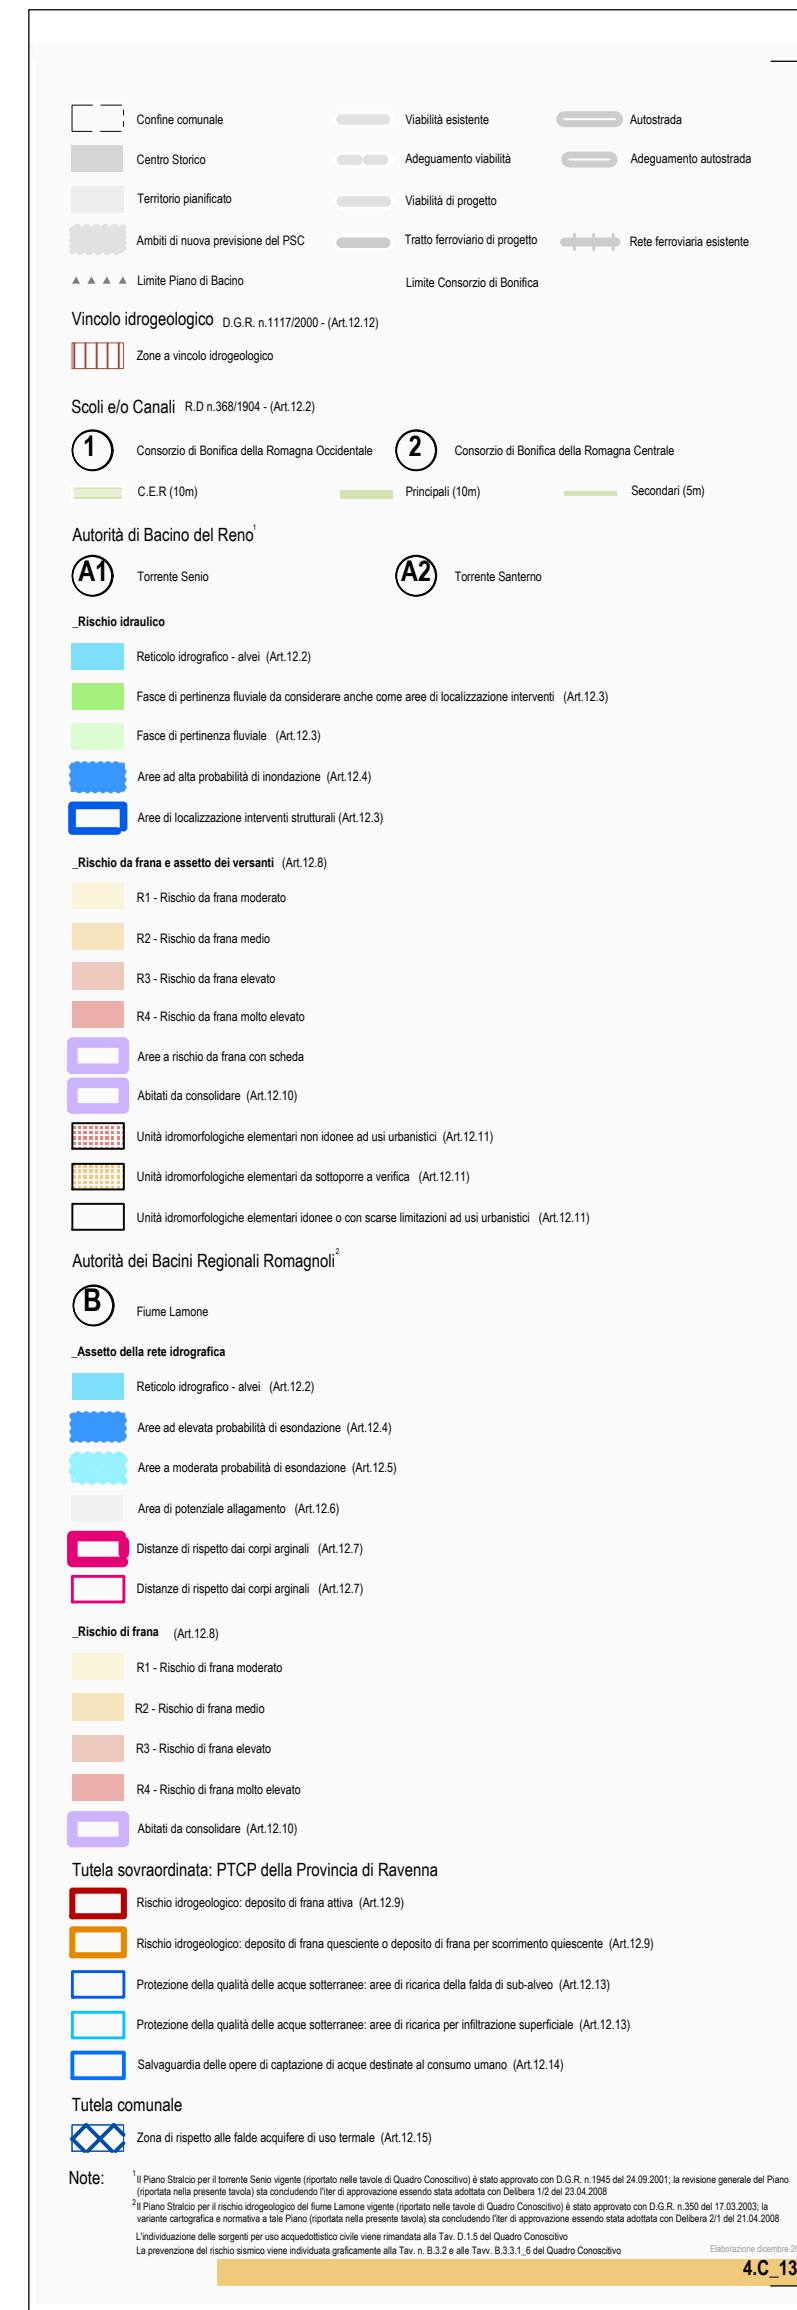 Confine comunale Viabilità esistente Autostrada
Centro Storico Adeguamento viabilità Adeguamento autostrada
Territorio pianificato Viabilità di progetto
Ambiti di nuova previsione del PSC Tratto ferroviario di progetto Rete ferroviaria esistente
Limite Piano di Bacino Limite Consorzio di Bonifica
Vincolo idrogeologico D.G.R. n.1117/2000 - (Art.12.12)
Zone a vincolo idrogeologico
Scoli e/o Canali R.D n.368/1904 - (Art.12.2)
1 Consorzio di Bonifica della Romagna Occidentale 2 Consorzio di Bonifica della Romagna Centrale
C.E.R (10m) Principali (10m) Secondari (5m)
Autorità di Bacino del Reno1
A1 Torrente Senio A2 Torrente Santerno
_Rischio idraulico
Reticolo idrografico - alvei (Art.12.2)
Fasce di pertinenza fluviale da considerare anche come aree di localizzazione interventi (Art.12.3)
Fasce di pertinenza fluviale (Art.12.3)
Aree ad alta probabilità di inondazione (Art.12.4)
Aree di localizzazione interventi strutturali (Art.12.3)
_Rischio da frana e assetto dei versanti (Art.12.8)
R1 - Rischio da frana moderato
R2 - Rischio da frana medio
R3 - Rischio da frana elevato
R4 - Rischio da frana molto elevato
Aree a rischio da frana con scheda
Abitati da consolidare (Art.12.10)
Unità idromorfologiche elementari non idonee ad usi urbanistici (Art.12.11)
Unità idromorfologiche elementari da sottoporre a verifica (Art.12.11)
Unità idromorfologiche elementari idonee o con scarse limitazioni ad usi urbanistici (Art.12.11)
Autorità dei Bacini Regionali Romagnoli2
B Fiume Lamone
_Assetto della rete idrografica
Reticolo idrografico - alvei (Art.12.2)
Aree ad elevata probabilità di esondazione (Art.12.4)
Aree a moderata probabilità di esondazione (Art.12.5)
Area di potenziale allagamento (Art.12.6)
Distanze di rispetto dai corpi arginali (Art.12.7)
Distanze di rispetto dai corpi arginali (Art.12.7)
_Rischio di frana (Art.12.8)
R1 - Rischio di frana moderato
R2 - Rischio di frana medio
R3 - Rischio di frana elevato
R4 - Rischio di frana molto elevato
Abitati da consolidare (Art.12.10)
Tutela sovraordinata: PTCP della Provincia di Ravenna
Rischio idrogeologico: deposito di frana attiva (Art.12.9)
Rischio idrogeologico: deposito di frana quesciente o deposito di frana per scorrimento quiescente (Art.12.9)
Protezione della qualità delle acque sotterranee: aree di ricarica della falda di sub-alveo (Art.12.13)
Protezione della qualità delle acque sotterranee: aree di ricarica per infiltrazione superficiale (Art.12.13)
Salvaguardia delle opere di captazione di acque destinate al consumo umano (Art.12.14)
Tutela comunale
Zona di rispetto alle falde acquifere di uso termale (Art.12.15)
Note: 1 Il Piano Stralcio per il torrente Senio vigente (riportato nelle tavole di Quadro Conoscitivo) è stato approvato con D.G.R. n.1945 del 24.09.2001; la revisione generale del Piano
(riportata nella presente tavola) sta concludendo l'iter di approvazione essendo stata adottata con Delibera 1/2 del 23.04.2008
2 Il Piano Stralcio per il rischio idrogeologico del fiume Lamone vigente (riportato nelle tavole di Quadro Conoscitivo) è stato approvato con D.G.R. n.350 del 17.03.2003; la
variante cartografica e normativa a tale Piano (riportata nella presente tavola) sta concludendo l'iter di approvazione essendo stata adottata con Delibera 2/1 del 21.04.2008
L'individuazione delle sorgenti per uso acquedottistico civile viene rimandata alla Tav. D.1.5 del Quadro Conoscitivo
La prevenzione del rischio sismico viene individuata graficamente alla Tav. n. B.3.2 e alle Tavv. B.3.3.1_6 del Quadro Conoscitivo
Elaborazione dicembre 20
4.C_13